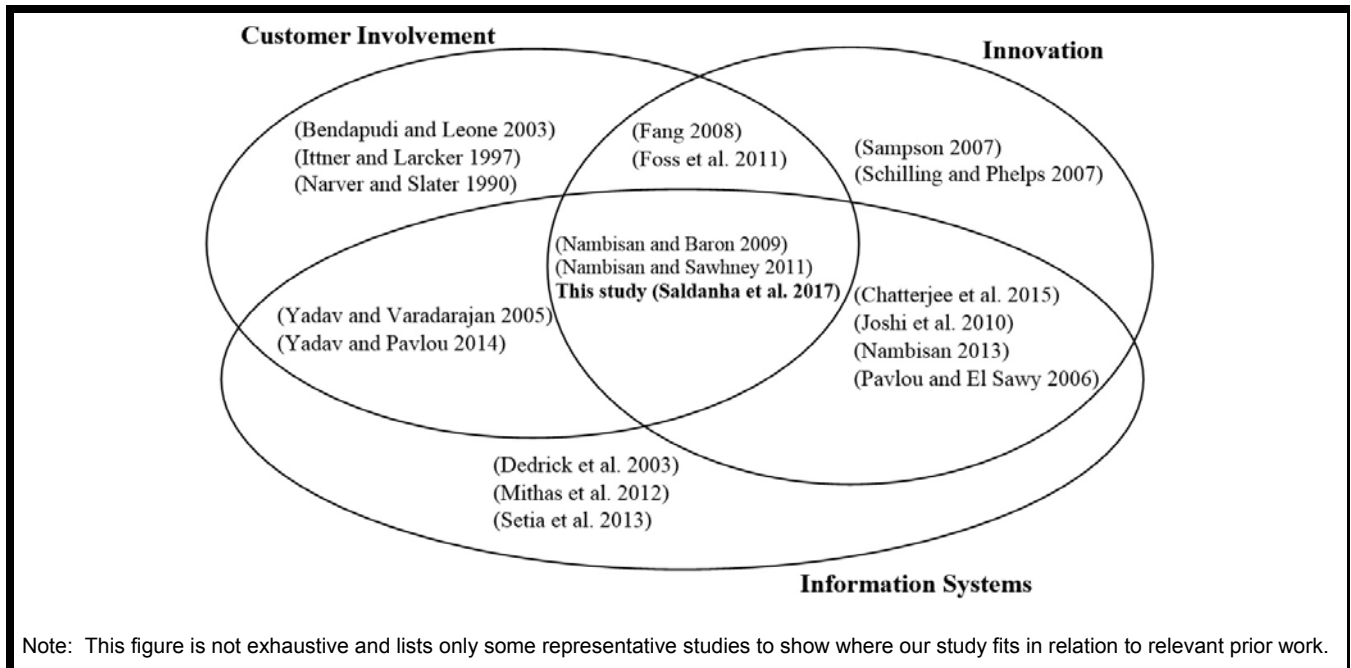 Customer Involvement
Innovation
(Bendapudi and Leone 2003)
(Ittner and Larcker 1997)
(Narver and Slater 1990)
(Fang 2008)
(Foss et al. 2011)
(Sampson 2007)
(Schilling and Phelps 2007)
(Nambisan and Baron 2009)
(Nambisan and Sawhney 2011)
This study (Saldanha et al. 2017)
(Yadav and Varadarajan 2005)
(Yadav and Pavlou 2014)
(Chatterjee et al. 2015)
(Joshi et al. 2010)
(Nambisan 2013)
(Pavlou and El Sawy 2006)
(Dedrick et al. 2003)
(Mithas et al. 2012)
(Setia et al. 2013)
Information Systems
Note: This figure is not exhaustive and lists only some representative studies to show where our study fits in relation to relevant prior work.